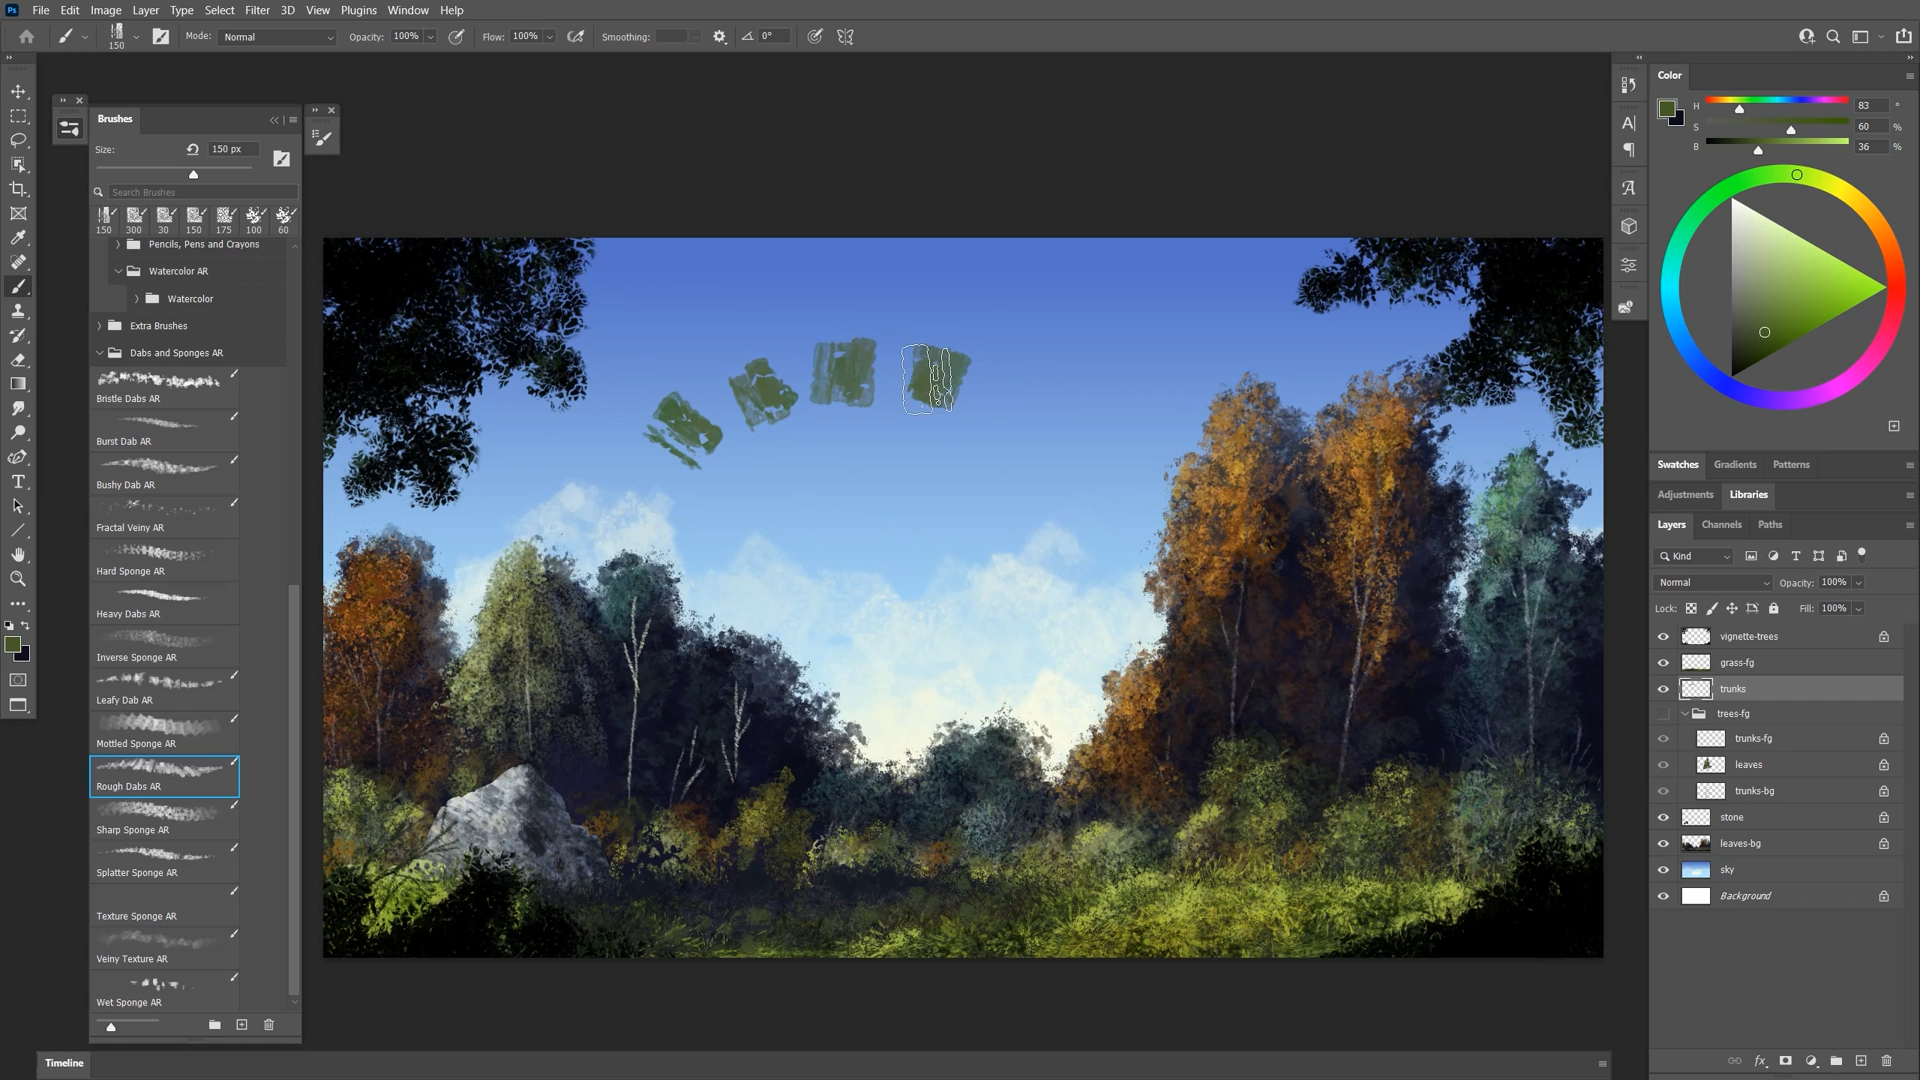 Ps File Edit Image Layer Type Select Filter 3D View Plugins Window Help
150 Mode: Normal Opacity: 100% Flow: 100% Smoothing: 0°
Brushes
Size: 150 px
Search Brushes
150 300 30 150 175 100 60
Pencils, Pens and Crayons
Watercolor AR
Watercolor
Extra Brushes
Dabs and Sponges AR
Bristle Dabs AR
Burst Dab AR
Bushy Dab AR
Fractal Veiny AR
Hard Sponge AR
Heavy Dabs AR
Inverse Sponge AR
Leafy Dab AR
Mottled Sponge AR
Rough Dabs AR
Sharp Sponge AR
Splatter Sponge AR
Texture Sponge AR
Veiny Texture AR
Wet Sponge AR
Timeline
Color
H 83 °
S 60 %
B 36 %
Swatches Gradients Patterns
Adjustments Libraries
Layers Channels Paths
Kind
Normal Opacity: 100%
Lock: Fill: 100%
vignette-trees
grass-fg
trunks
trees-fg
trunks-fg
leaves
trunks-bg
stone
leaves-bg
sky
Background